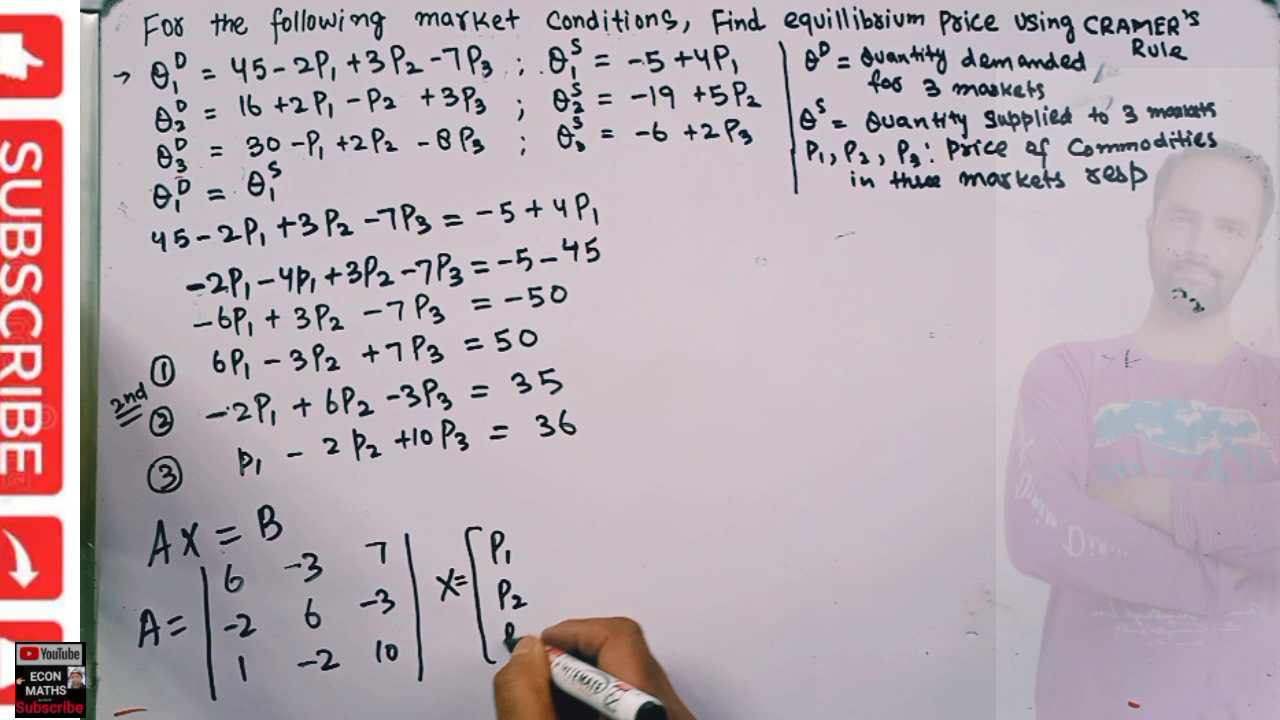 For the following market conditions, Find equillibrium Price using CRAMER's Rule
→ Q₁ᴰ = 45-2P₁ +3P₂ -7P₃ ; Q₁ˢ = -5 +4P₁
Q₂ᴰ = 16 +2P₁ -P₂ +3P₃ ; Q₂ˢ = -19 +5P₂
Q₃ᴰ = 30 -P₁ +2P₂ -8P₃ ; Q₃ˢ = -6 +2P₃
Qᴰ = Quantity demanded
for 3 markets
Qˢ = Quantity supplied to 3 markets
P₁, P₂, P₃ : Price of Commodities
in three markets resp
Q₁ᴰ = Q₁ˢ
45-2P₁ +3P₂ -7P₃ = -5 + 4P₁
-2P₁ -4P₁ +3P₂ -7P₃ = -5 -45
-6P₁ + 3P₂ - 7P₃ = -50
① 6P₁ - 3P₂ + 7P₃ = 50
2nd ② -2P₁ + 6P₂ -3P₃ = 35
③ P₁ - 2P₂ +10P₃ = 36
AX = B
A = | 6 -3 7 |
| -2 6 -3 |
| 1 -2 10 |
X = [ P₁
P₂
SUBSCRIBE
YouTube
ECON
MATHS
Subscribe